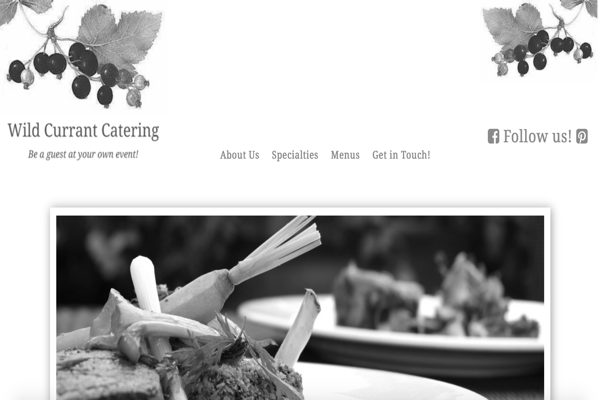 Wild Currant Catering
Be a guest at your own event!
About Us Specialties Menus Get in Touch!
Follow us!